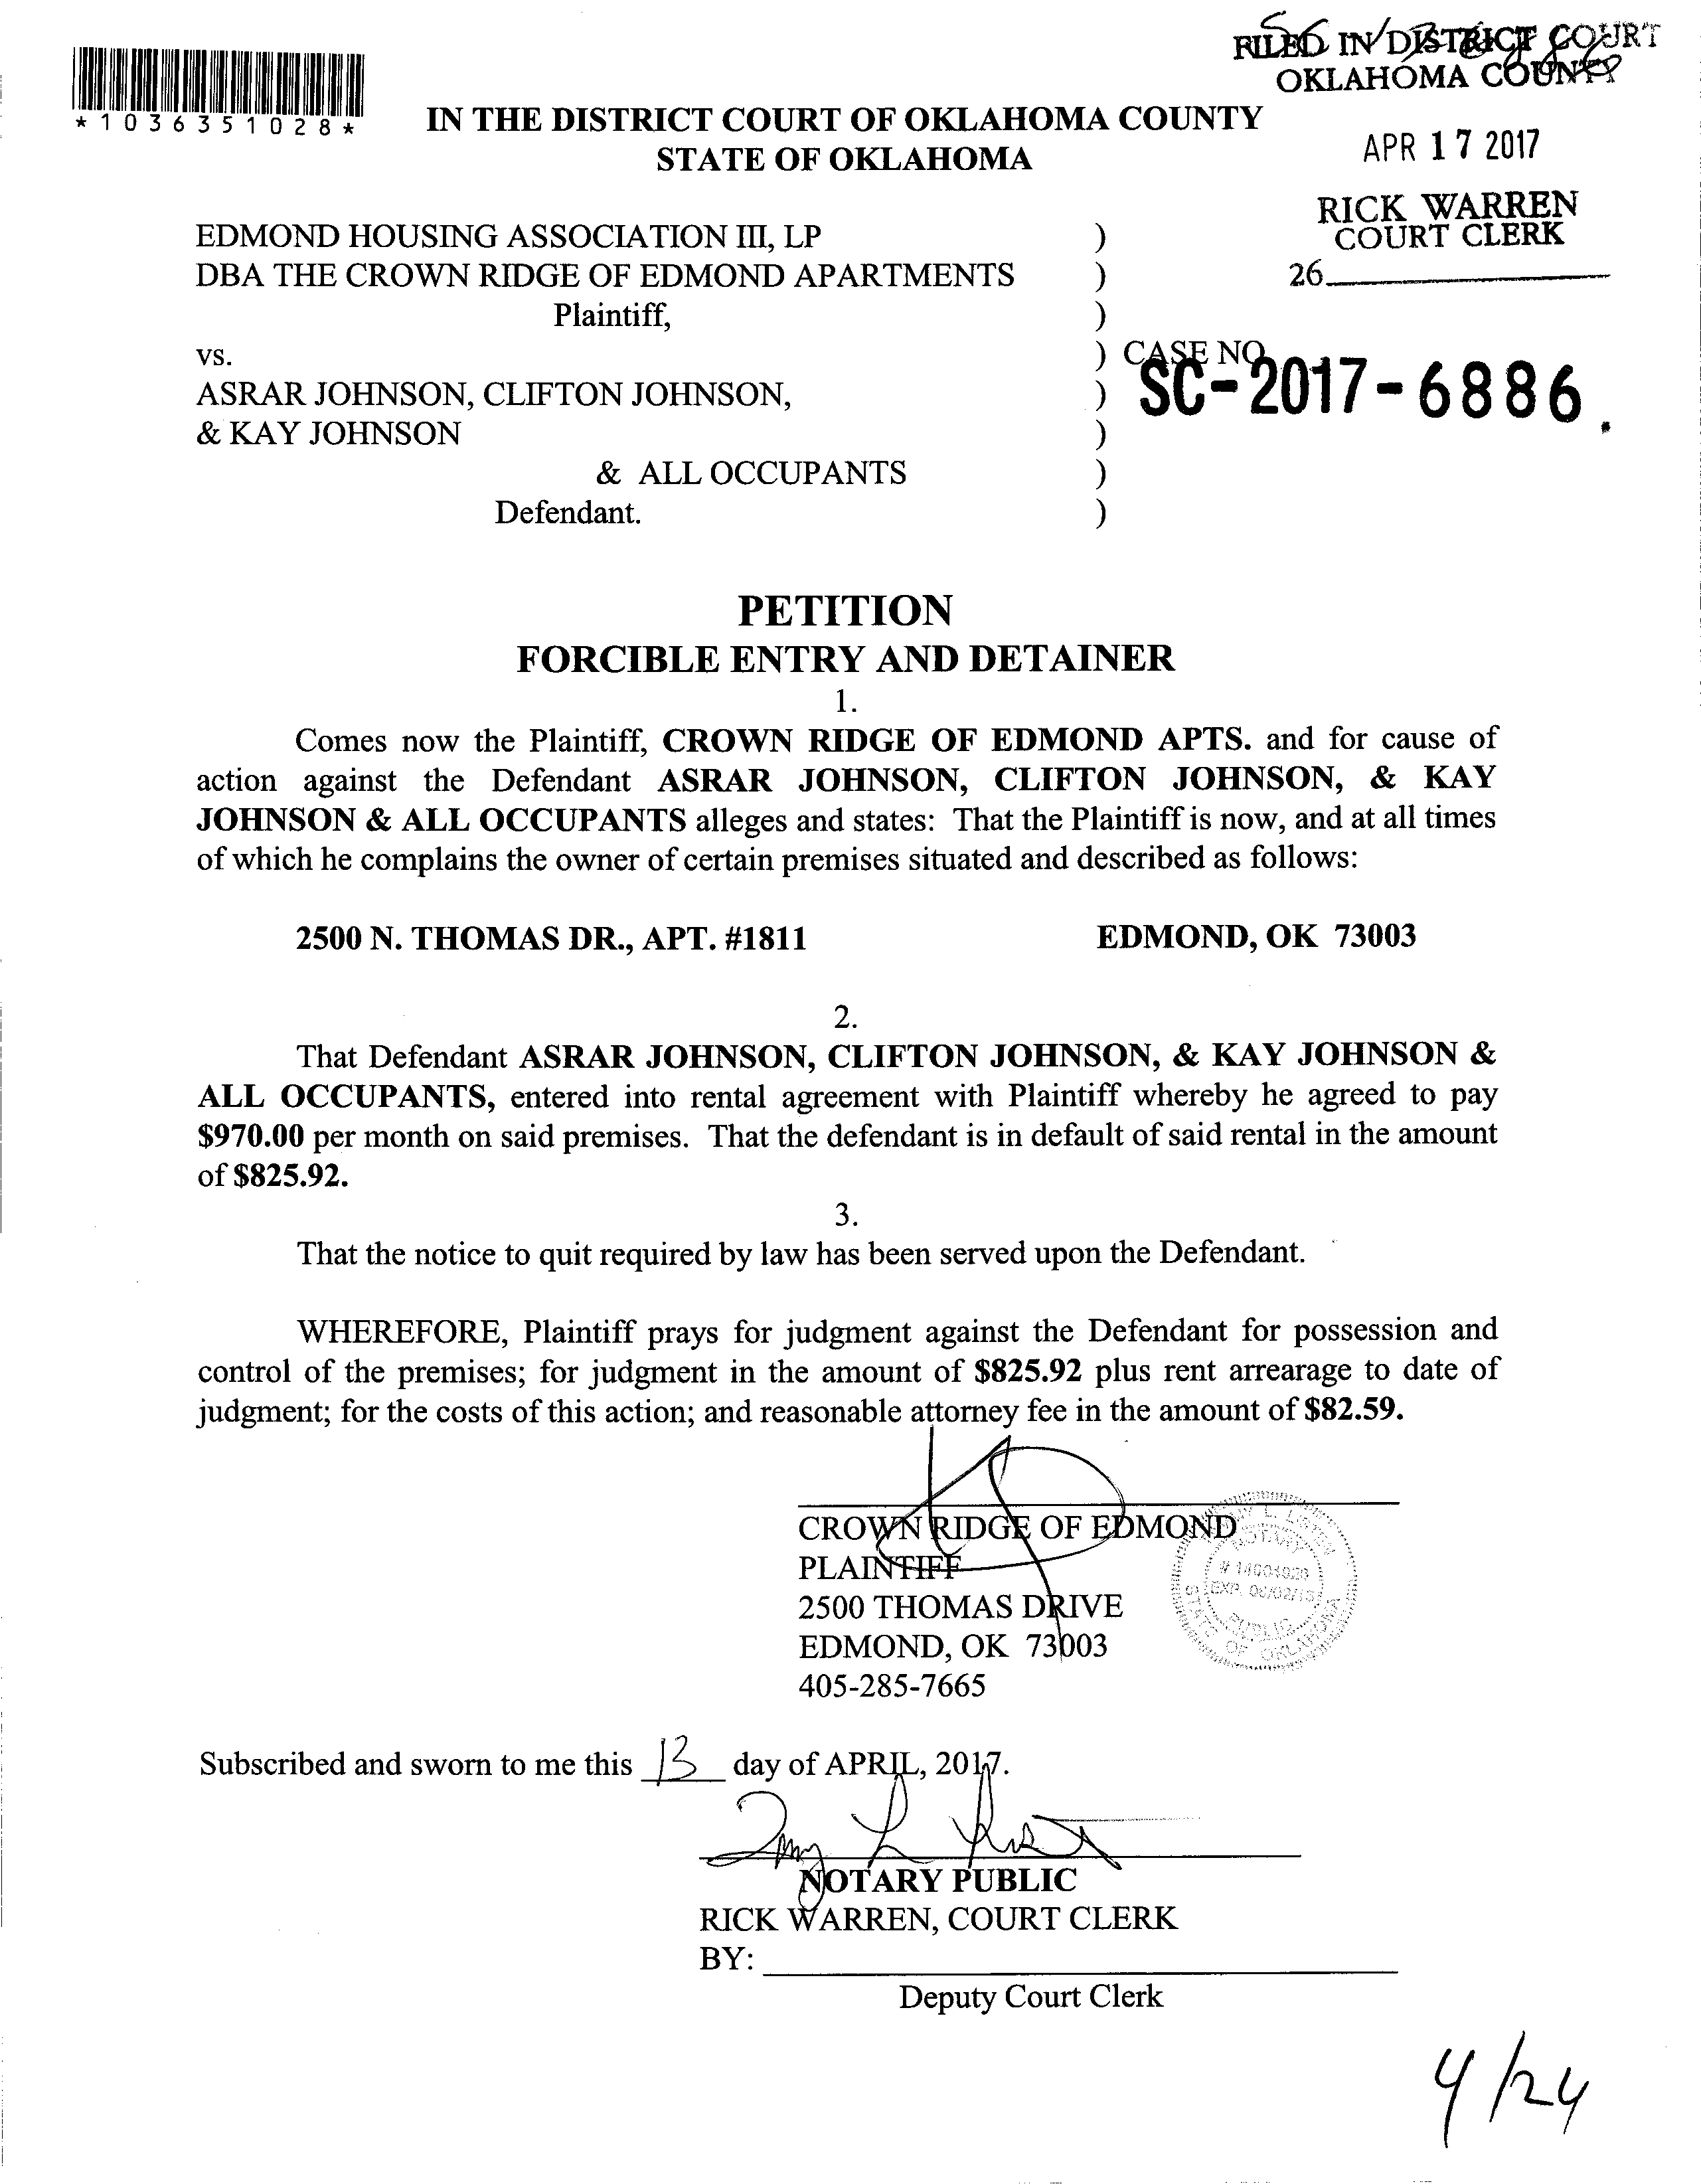 FILED IN DISTRICT COURT
OKLAHOMA COUNTY
*1036351028*
IN THE DISTRICT COURT OF OKLAHOMA COUNTY
STATE OF OKLAHOMA
APR 17 2017
RICK WARREN
COURT CLERK
26
EDMOND HOUSING ASSOCIATION III, LP )
DBA THE CROWN RIDGE OF EDMOND APARTMENTS )
Plaintiff, )
vs. ) CASE NO
SC-2017-6886.
ASRAR JOHNSON, CLIFTON JOHNSON, )
& KAY JOHNSON )
& ALL OCCUPANTS )
Defendant. )
PETITION
FORCIBLE ENTRY AND DETAINER
1.
Comes now the Plaintiff, CROWN RIDGE OF EDMOND APTS. and for cause of
action against the Defendant ASRAR JOHNSON, CLIFTON JOHNSON, & KAY
JOHNSON & ALL OCCUPANTS alleges and states: That the Plaintiff is now, and at all times
of which he complains the owner of certain premises situated and described as follows:
2500 N. THOMAS DR., APT. #1811 EDMOND, OK 73003
2.
That Defendant ASRAR JOHNSON, CLIFTON JOHNSON, & KAY JOHNSON &
ALL OCCUPANTS, entered into rental agreement with Plaintiff whereby he agreed to pay
$970.00 per month on said premises. That the defendant is in default of said rental in the amount
of $825.92.
3.
That the notice to quit required by law has been served upon the Defendant.
WHEREFORE, Plaintiff prays for judgment against the Defendant for possession and
control of the premises; for judgment in the amount of $825.92 plus rent arrearage to date of
judgment; for the costs of this action; and reasonable attorney fee in the amount of $82.59.
CROWN RIDGE OF EDMOND
PLAINTIFF
2500 THOMAS DRIVE
EDMOND, OK 73003
405-285-7665
NOTARY
PUBLIC
STATE OF OKLAHOMA
Subscribed and sworn to me this 13 day of APRIL, 2017.
NOTARY PUBLIC
RICK WARREN, COURT CLERK
BY:
Deputy Court Clerk
4/24